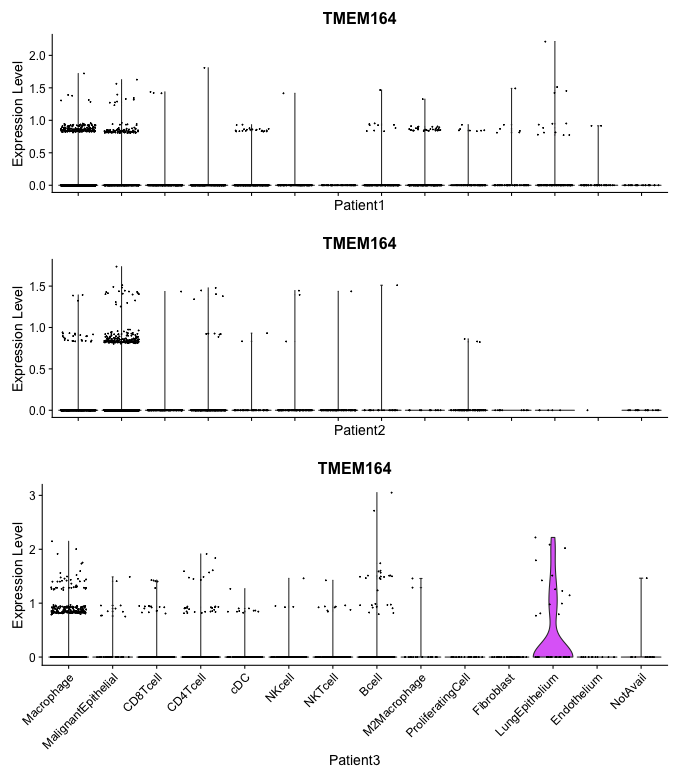 TMEM164
Expression Level
2.0
1.5
1.0
0.5
0.0
Patient1
TMEM164
Expression Level
1.5
1.0
0.5
0.0
Patient2
TMEM164
Expression Level
3
2
1
0
Macrophage
MalignantEpithelial
CD8Tcell
CD4Tcell
cDC
NKcell
NKTcell
Bcell
M2Macrophage
ProliferatingCell
Fibroblast
LungEpithelium
Endothelium
NotAvail
Patient3